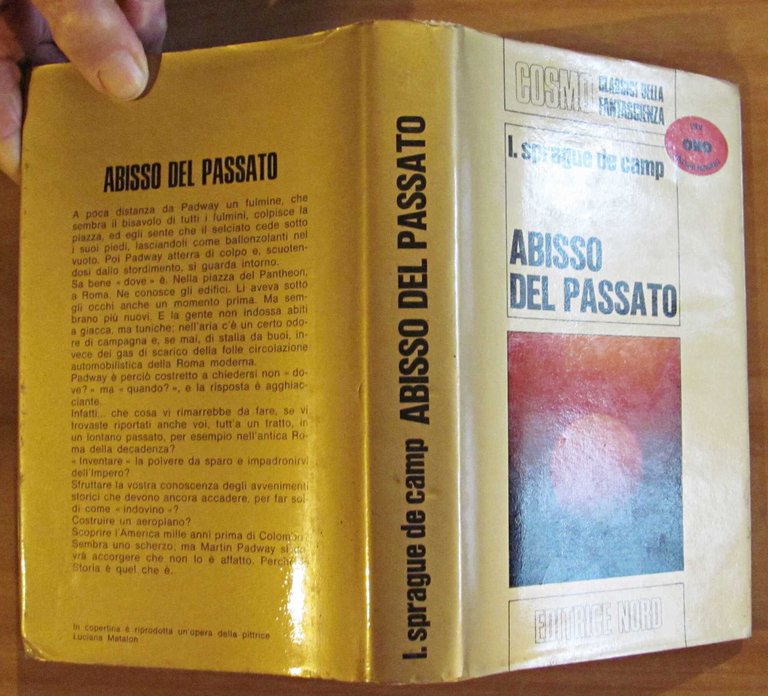 ABISSO DEL PASSATO
A poca distanza da Padway un fulmine, che
sembra il bisavolo di tutti i fulmini, colpisce la
piazza, ed egli sente che il selciato cede sotto
i suoi piedi, lasciandoli come ballonzolanti nel
vuoto. Poi Padway atterra di colpo e, scuoten-
dosi dallo stordimento, si guarda intorno.
Sa bene « dove » è. Nella piazza del Pantheon,
a Roma. Ne conosce gli edifici. Li aveva sotto
gli occhi anche un momento prima. Ma sem-
brano più nuovi. E la gente non indossa abiti
a giacca, ma tuniche; nell'aria c'è un certo odo-
re di campagna e, se mai, di stalla da buoi, in-
vece dei gas di scarico della folle circolazione
automobilistica della Roma moderna.
Padway è perciò costretto a chiedersi non « do-
ve? » ma « quando? », e la risposta è agghiac-
ciante.
Infatti... che cosa vi rimarrebbe da fare, se vi
trovaste riportati anche voi, tutt'a un tratto, in
un lontano passato, per esempio nell'antica Ro-
ma della decadenza?
« Inventare » la polvere da sparo e impadronirvi
dell'Impero?
Sfruttare la vostra conoscenza degli avvenimenti
storici che devono ancora accadere, per far sol-
di come « indovino »?
Costruire un aeroplano?
Scoprire l'America mille anni prima di Colombo
Sembra uno scherzo; ma Martin Padway si do
vrà accorgere che non lo è affatto. Perché
Storia è quel che è.
In copertina è riprodotta un'opera della pittrice
Luciana Matalon
l. sprague de camp ABISSO DEL PASSATO
COSMO CLASSICI DELLA
FANTASCIENZA
ORO
l. sprague de camp
ABISSO
DEL PASSATO
EDITRICE NORD